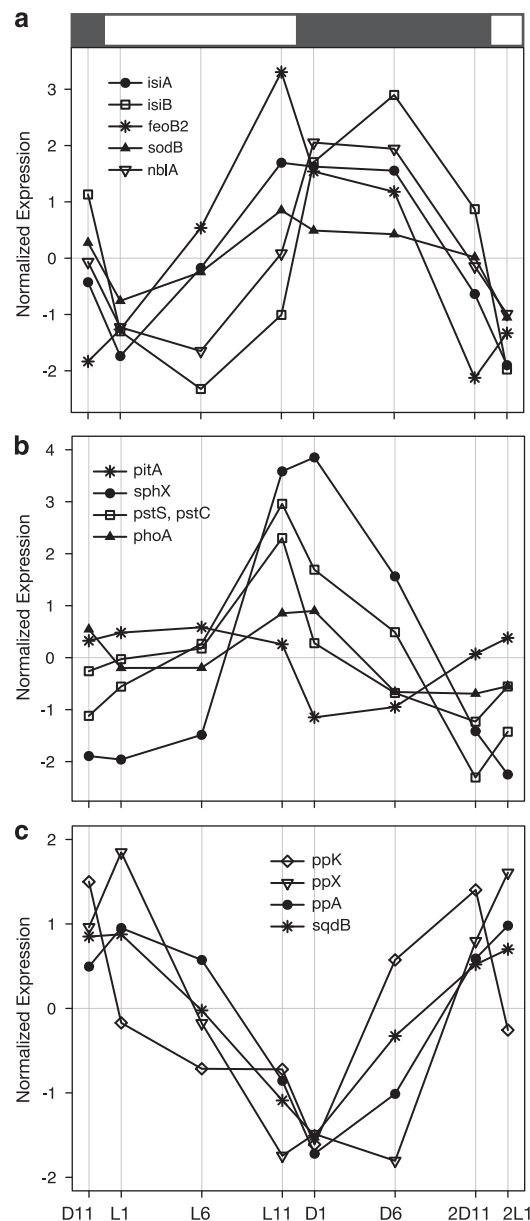 a
isiA
isiB
feoB2
sodB
nblA
Normalized Expression
3
2
1
0
-1
-2
b
pitA
sphX
pstS, pstC
phoA
Normalized Expression
4
3
2
1
0
-1
-2
c
ppK
ppX
ppA
sqdB
Normalized Expression
2
1
0
-1
-2
D11 L1 L6 L11 D1 D6 2D11 2L1